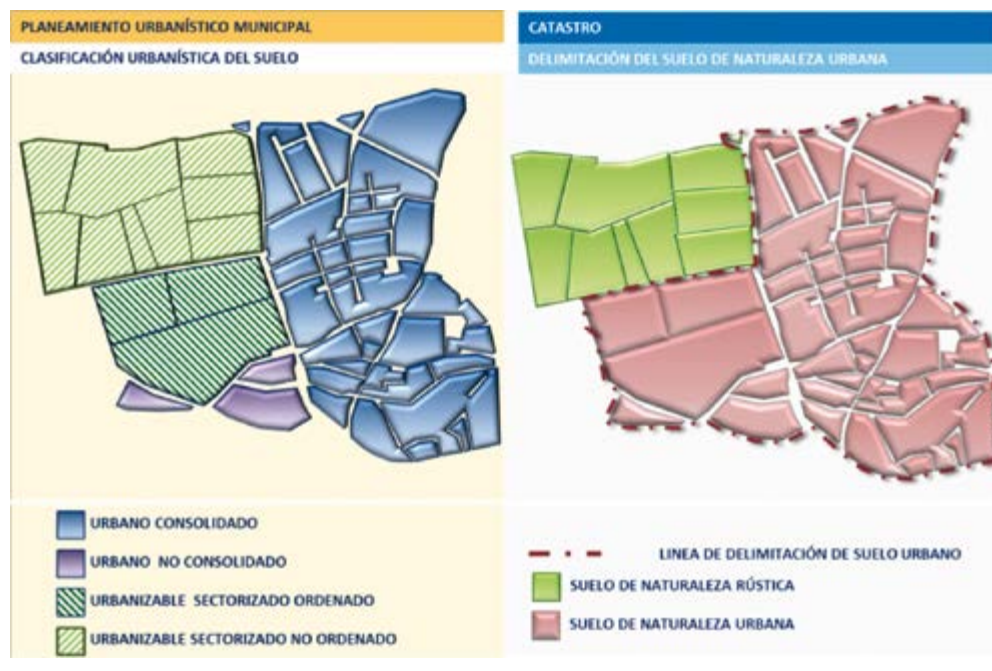 PLANEAMIENTO URBANÍSTICO MUNICIPAL
CLASIFICACIÓN URBANÍSTICA DEL SUELO
URBANO CONSOLIDADO
URBANO NO CONSOLIDADO
URBANIZABLE SECTORIZADO ORDENADO
URBANIZABLE SECTORIZADO NO ORDENADO
CATASTRO
DELIMITACIÓN DEL SUELO DE NATURALEZA URBANA
LINEA DE DELIMITACIÓN DE SUELO URBANO
SUELO DE NATURALEZA RÚSTICA
SUELO DE NATURALEZA URBANA